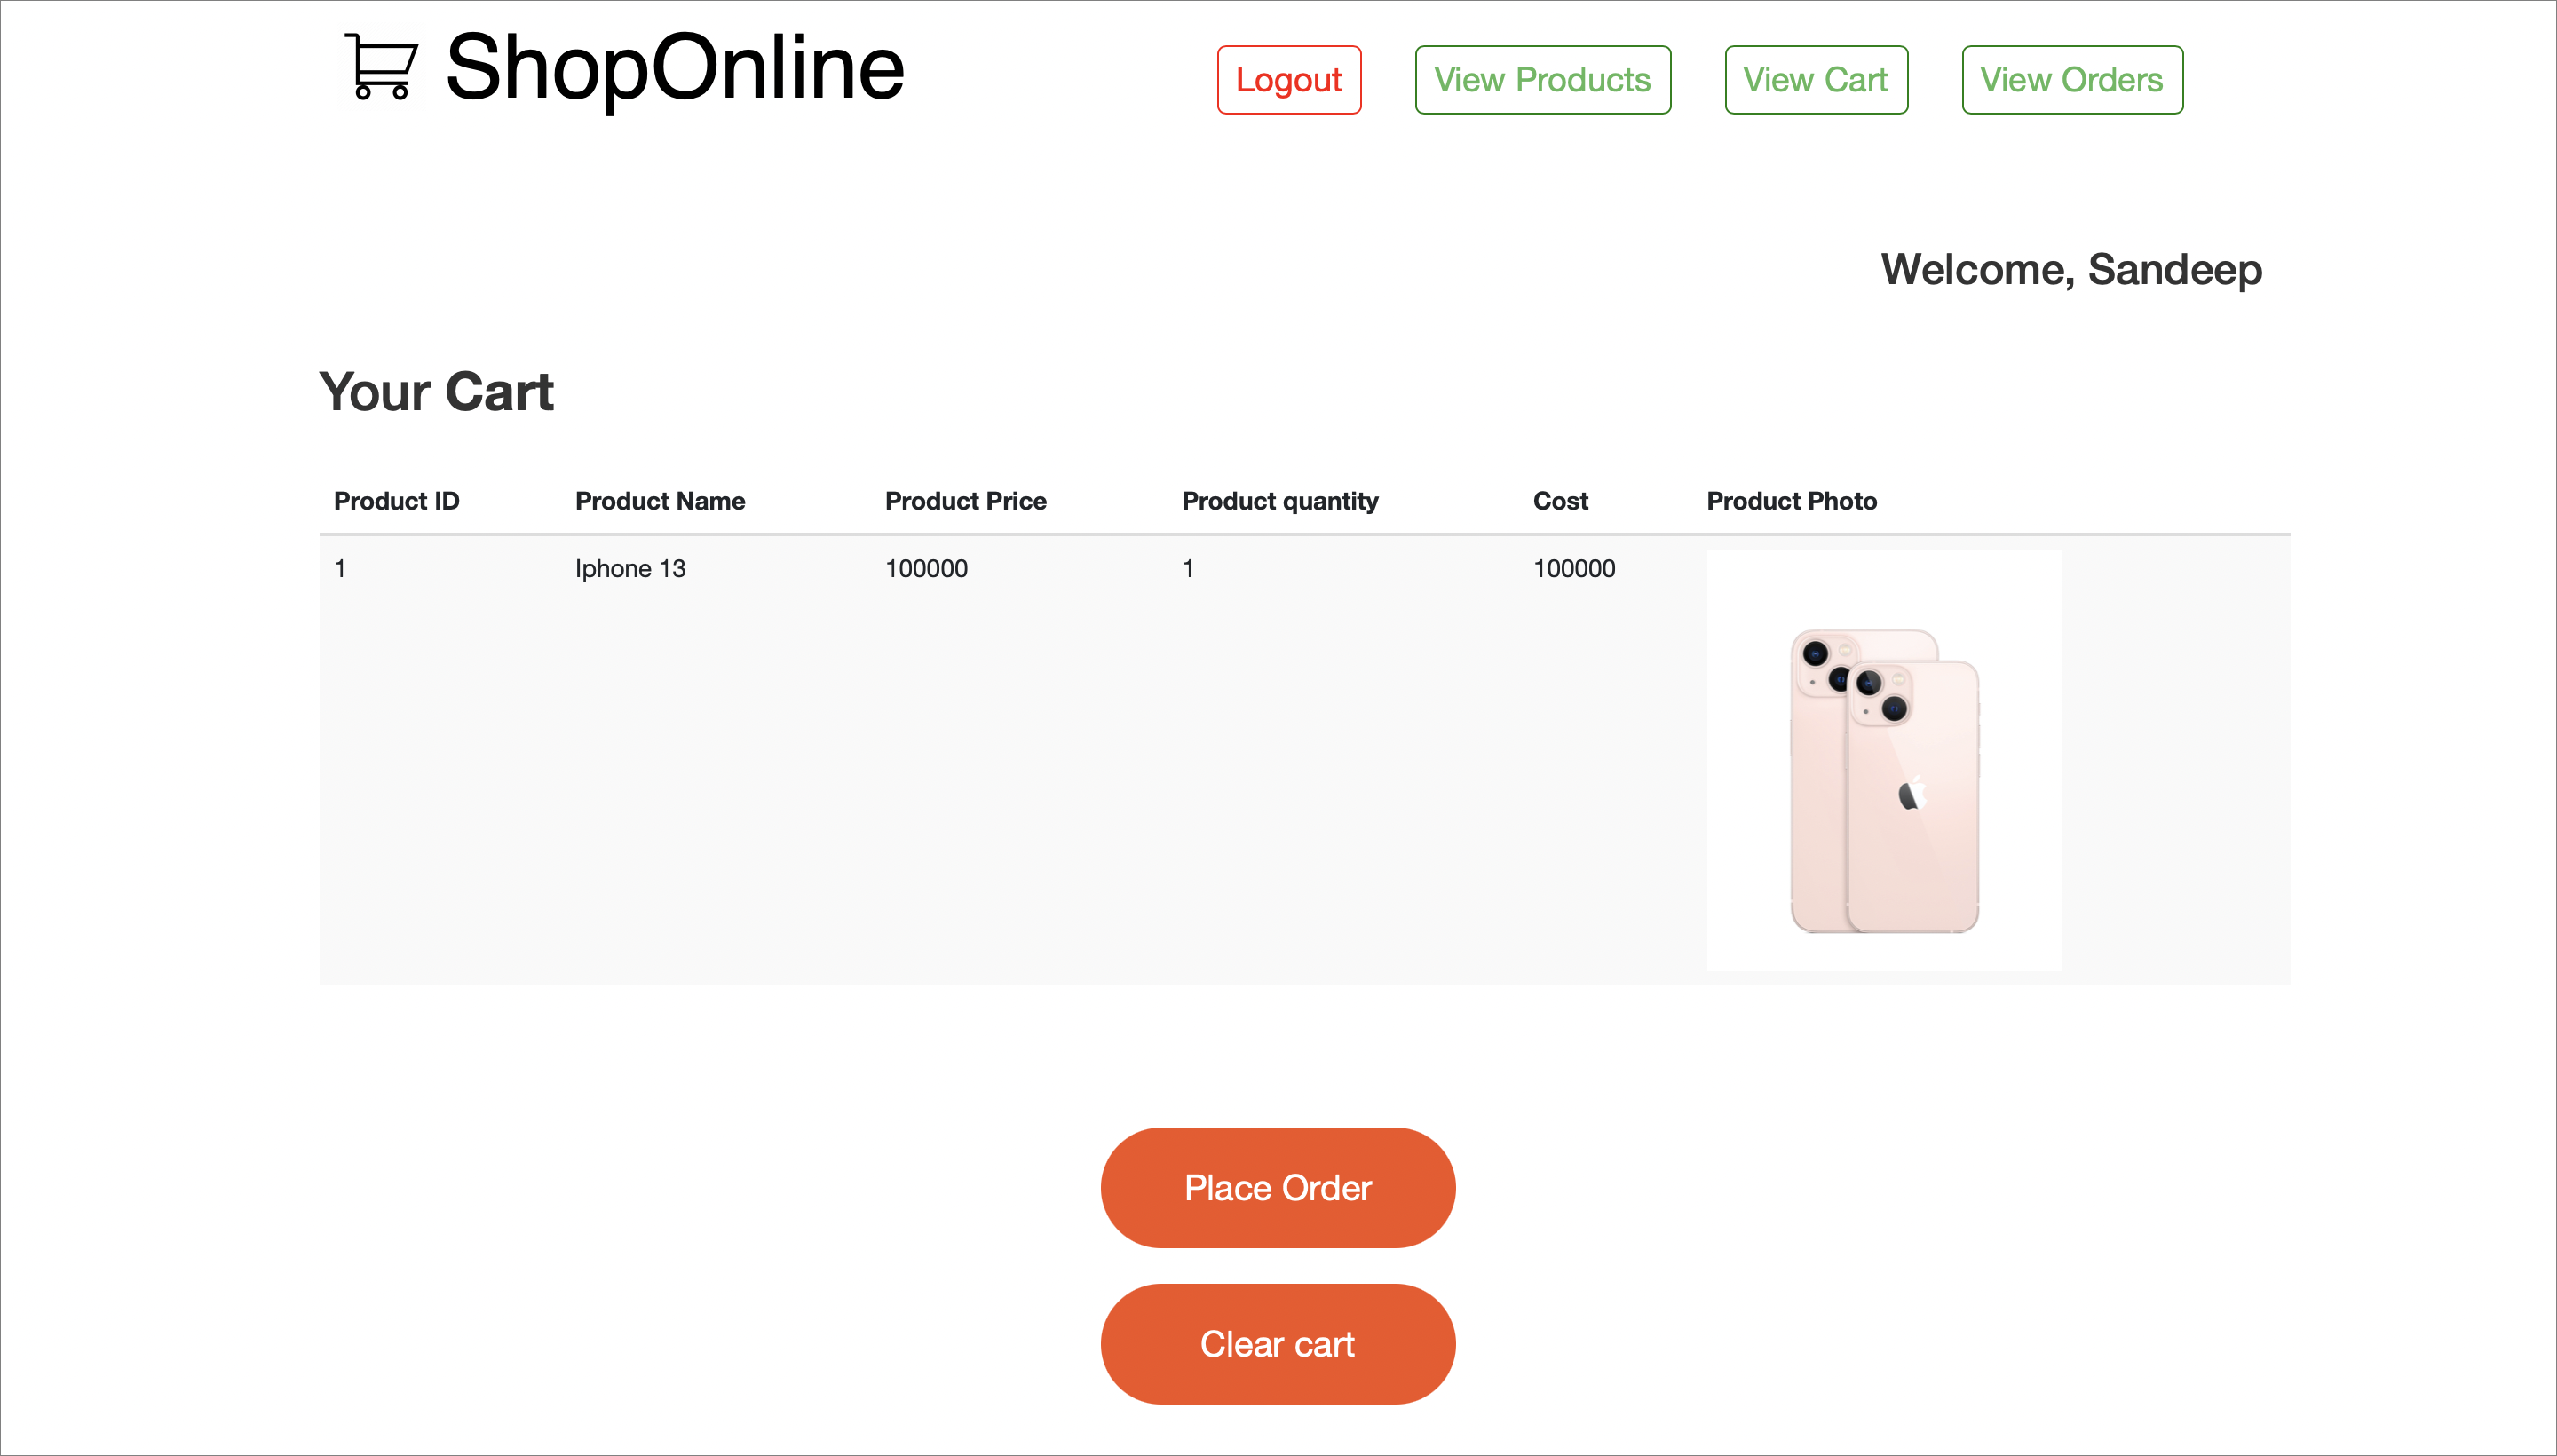 ShopOnline
Logout View Products View Cart View Orders
Welcome, Sandeep
Your Cart
Product ID Product Name Product Price Product quantity Cost Product Photo
1 Iphone 13 100000 1 100000
Place Order
Clear cart